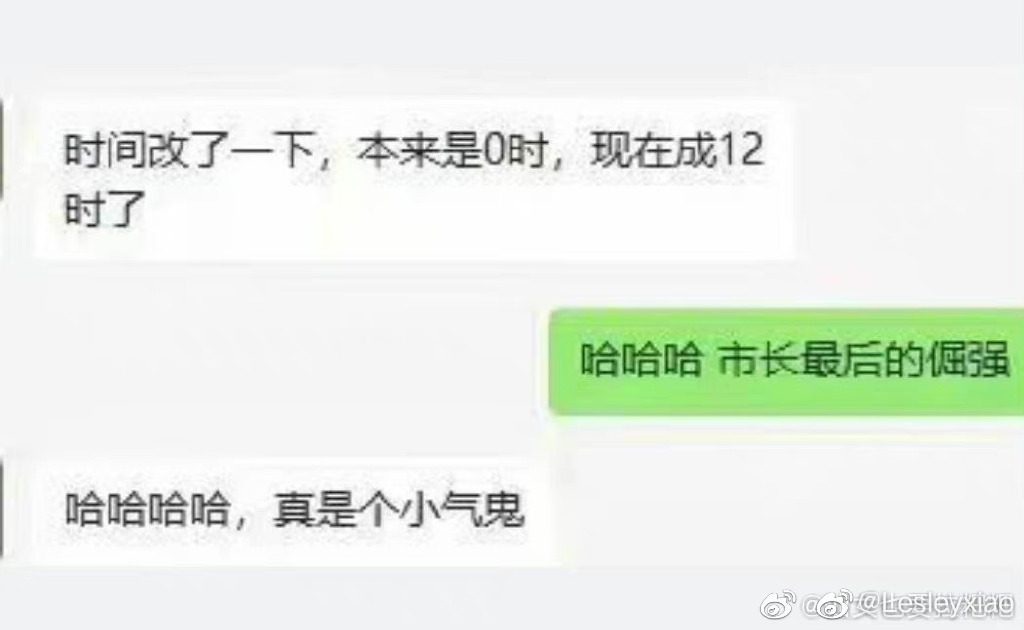 时间改了一下，本来是0时，现在成12
时了
哈哈哈 市长最后的倔强
哈哈哈哈，真是个小气鬼
@Lesleyxiao